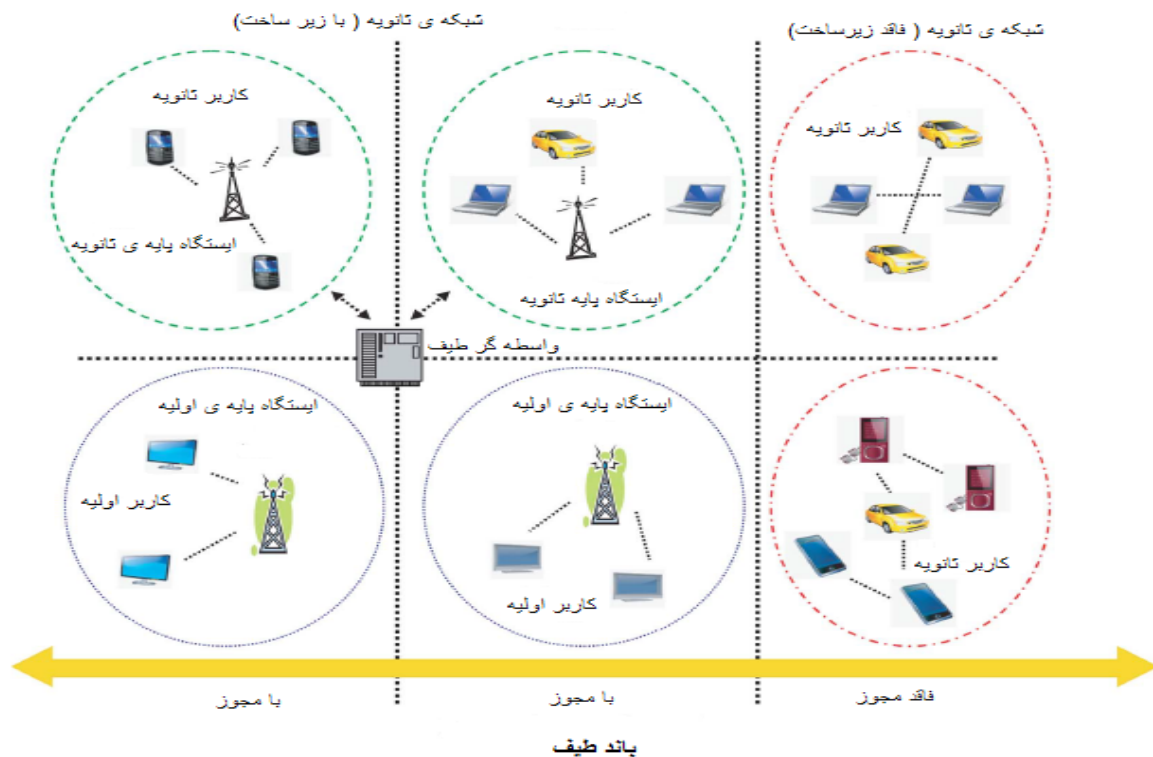 شبکه ی ثانویه ( فاقد زیرساخت)
شبکه ی ثانویه ( با زیر ساخت)
کاربر ثانویه
کاربر ثانویه
کاربر ثانویه
ایستگاه پایه ثانویه
ایستگاه پایه ی ثانویه
واسطه گر طیف
ایستگاه پایه ی اولیه
ایستگاه پایه ی اولیه
کاربر ثانویه
کاربر اولیه
کاربر اولیه
فاقد مجوز
با مجوز
با مجوز
باند طیف